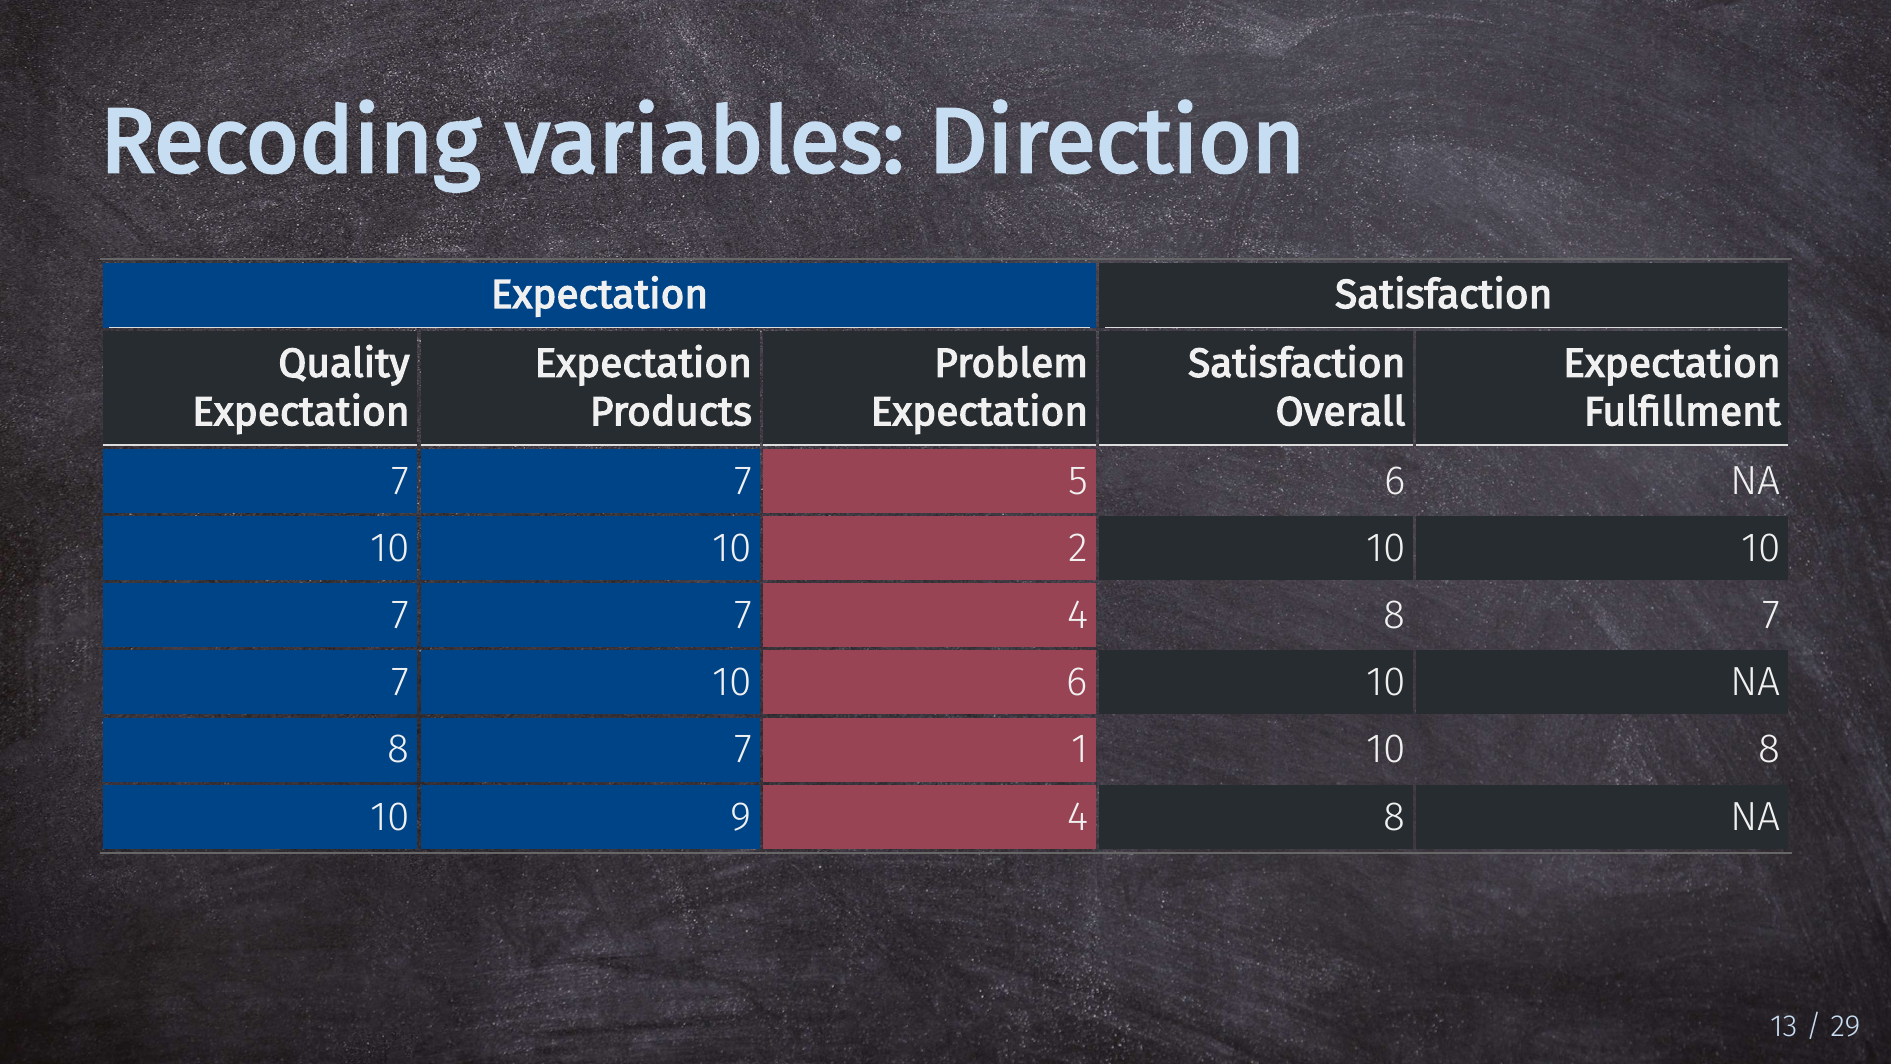 Recoding variables: Direction
Expectation Satisfaction
Quality Expectation Problem Satisfaction Expectation
Expectation Products Expectation Overall Fulfillment
7 7 5 6 NA
10 10 2 10 10
7 7 4 8 7
7 10 6 10 NA
8 7 1 10 8
10 9 4 8 NA
13 / 29